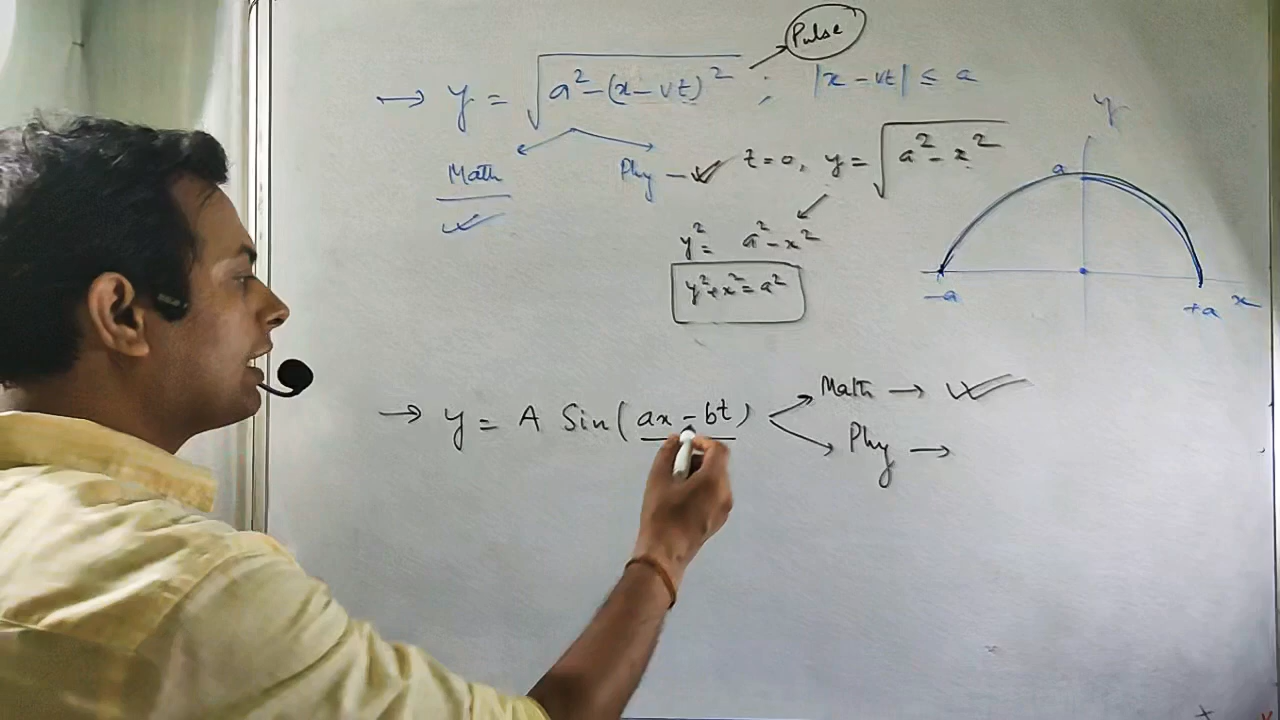 Pulse
→ y = √(a² - (x - vt)²) ; |x - vt| ≤ a
Math
Phy - ✓ t = 0, y = √(a² - x²)
✓
y² = a² - x²
y² + x² = a²
y
a
-a
+a
x
→ y = A Sin(ax - bt)
Math → ✓
Phy →